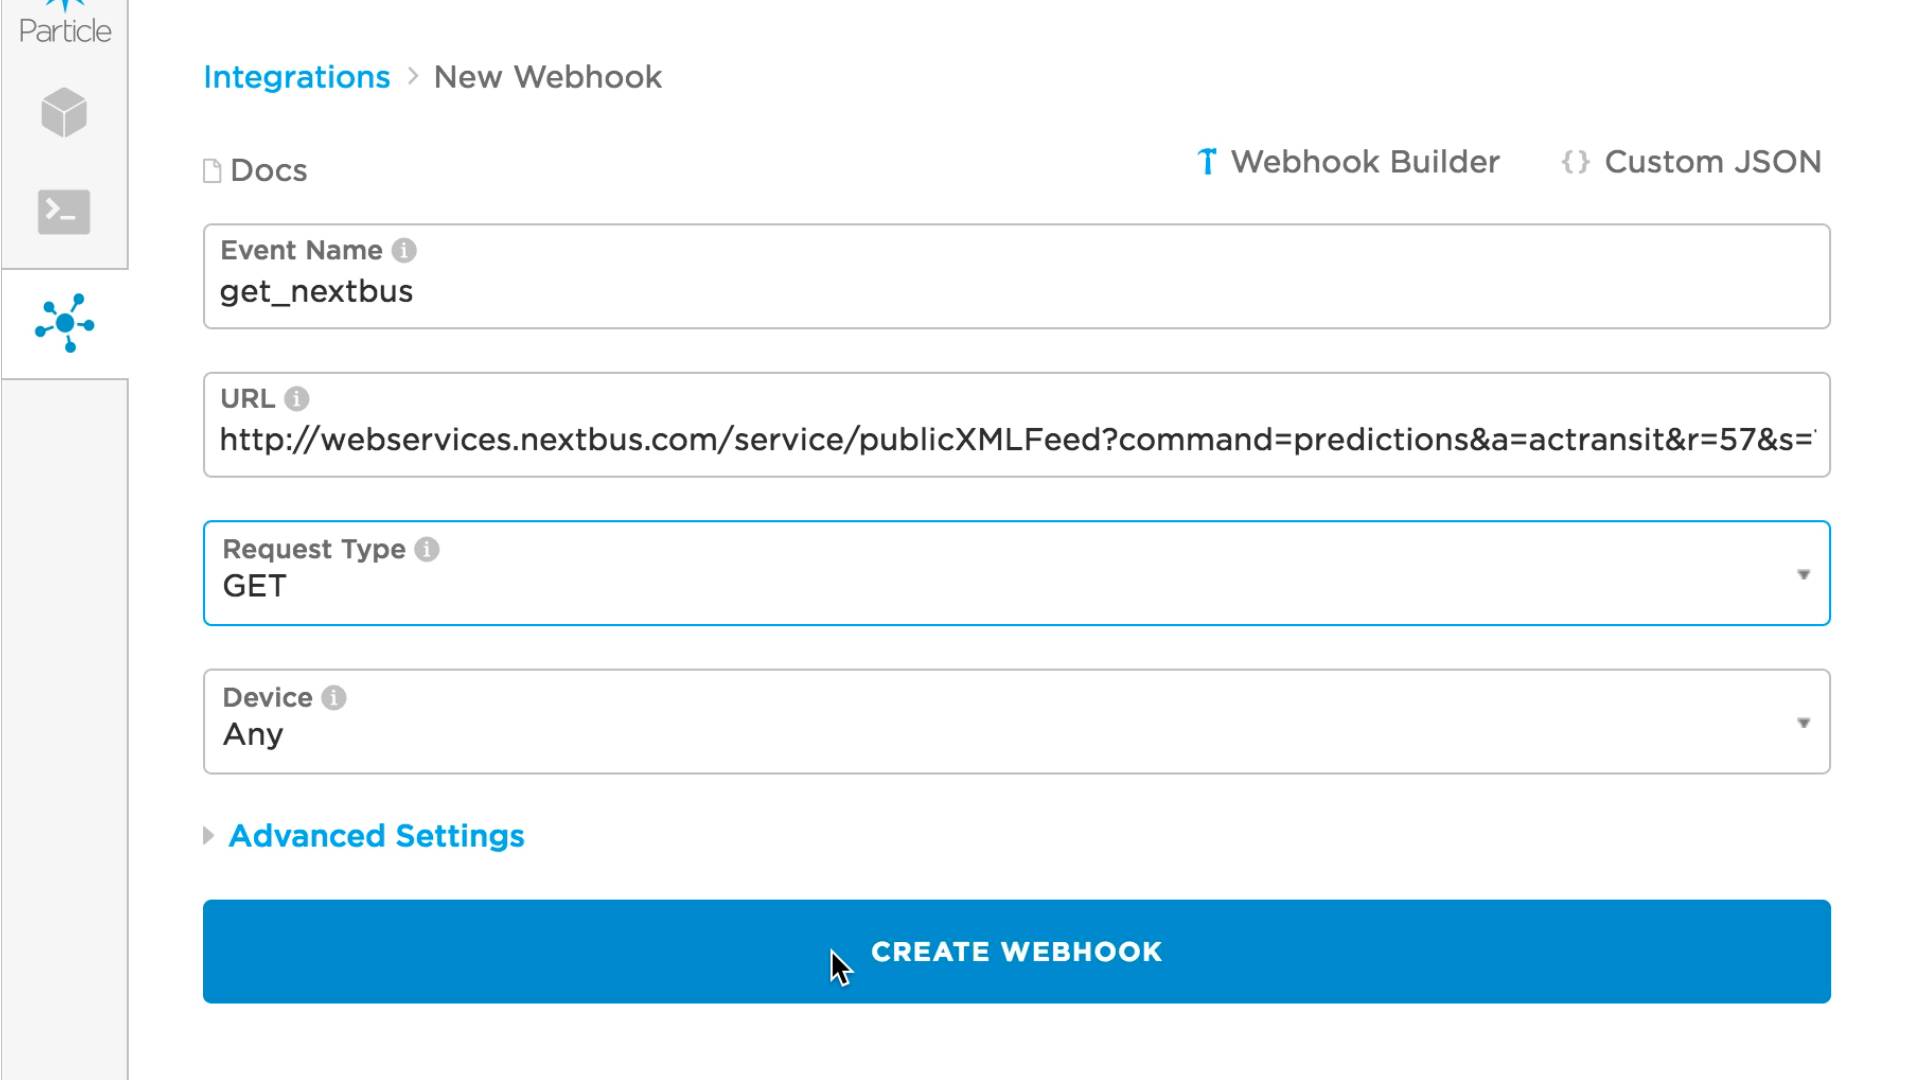 Particle
Integrations > New Webhook
Docs
Webhook Builder
{} Custom JSON
Event Name
get_nextbus
URL
http://webservices.nextbus.com/service/publicXMLFeed?command=predictions&a=actransit&r=57&s=
Request Type
GET
Device
Any
Advanced Settings
CREATE WEBHOOK